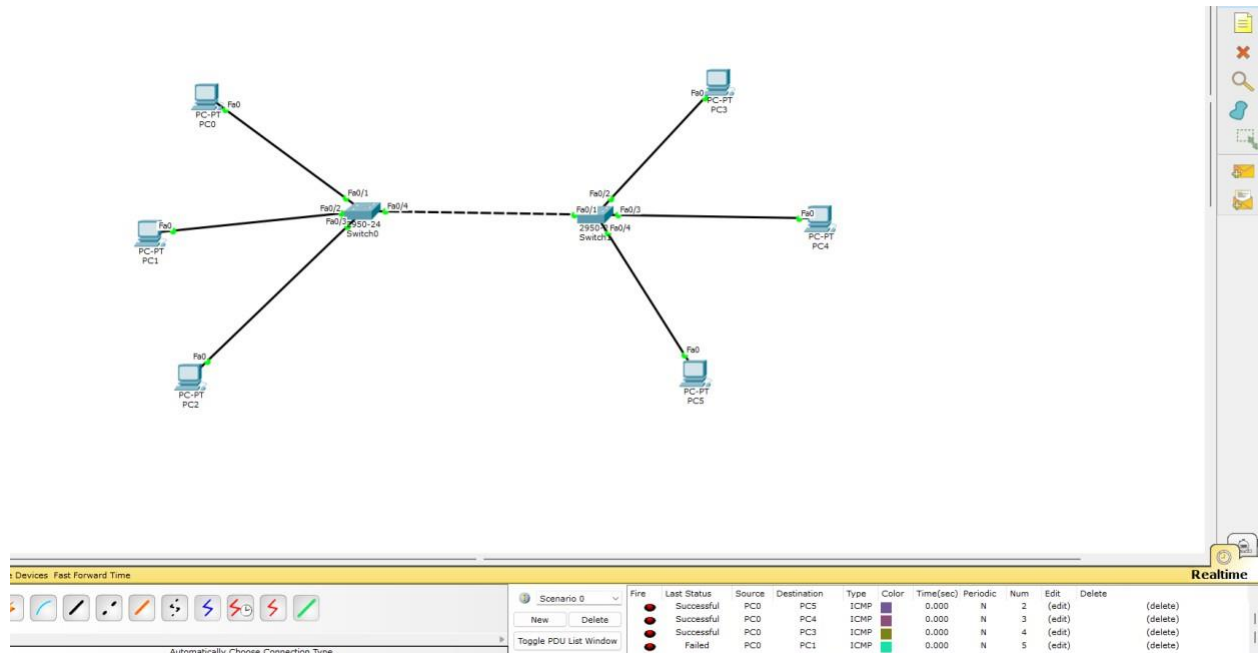 Fa0
PC-PT
PC0
Fa0
PC-PT
PC3
Fa0/1
Fa0/2
Fa0/4
Fa0/3
2950-24
Switch0
Fa0/2
Fa0/1
Fa0/3
Fa0/4
Fa0
PC-PT
PC1
Fa0
PC-PT
PC4
Fa0
PC-PT
PC2
Fa0
PC-PT
PC5
Realtime
Devices Fast Forward Time
Scenario 0
New Delete
Toggle PDU List Window
Fire Last Status Source Destination Type Color Time(sec) Periodic Num Edit Delete
Successful PC0 PC5 ICMP 0.000 N 2 (edit) (delete)
Successful PC0 PC4 ICMP 0.000 N 3 (edit) (delete)
Successful PC0 PC3 ICMP 0.000 N 4 (edit) (delete)
Failed PC0 PC1 ICMP 0.000 N 5 (edit) (delete)
Automatically Choose Connection Type